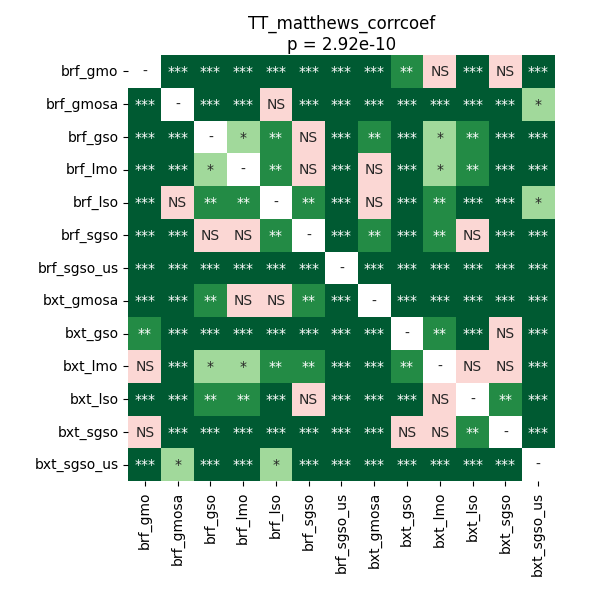 TT_matthews_corrcoef
p = 2.92e-10
brf_gmo - *** *** *** *** *** *** *** ** NS *** NS ***
brf_gmosa *** - *** *** NS *** *** *** *** *** *** *** *
brf_gso *** *** - * ** NS *** ** *** * ** *** ***
brf_lmo *** *** * - ** NS *** NS *** * ** *** ***
brf_lso *** NS ** ** - ** *** NS *** ** *** *** *
brf_sgso *** *** NS NS ** - *** ** *** ** NS *** ***
brf_sgso_us *** *** *** *** *** *** - *** *** *** *** *** ***
bxt_gmosa *** *** ** NS NS ** *** - *** *** *** *** ***
bxt_gso ** *** *** *** *** *** *** *** - ** *** NS ***
bxt_lmo NS *** * * ** ** *** *** ** - NS NS ***
bxt_lso *** *** ** ** *** NS *** *** *** NS - ** ***
bxt_sgso NS *** *** *** *** *** *** *** NS NS ** - ***
bxt_sgso_us *** * *** *** * *** *** *** *** *** *** *** -
brf_gmo
brf_gmosa
brf_gso
brf_lmo
brf_lso
brf_sgso
brf_sgso_us
bxt_gmosa
bxt_gso
bxt_lmo
bxt_lso
bxt_sgso
bxt_sgso_us